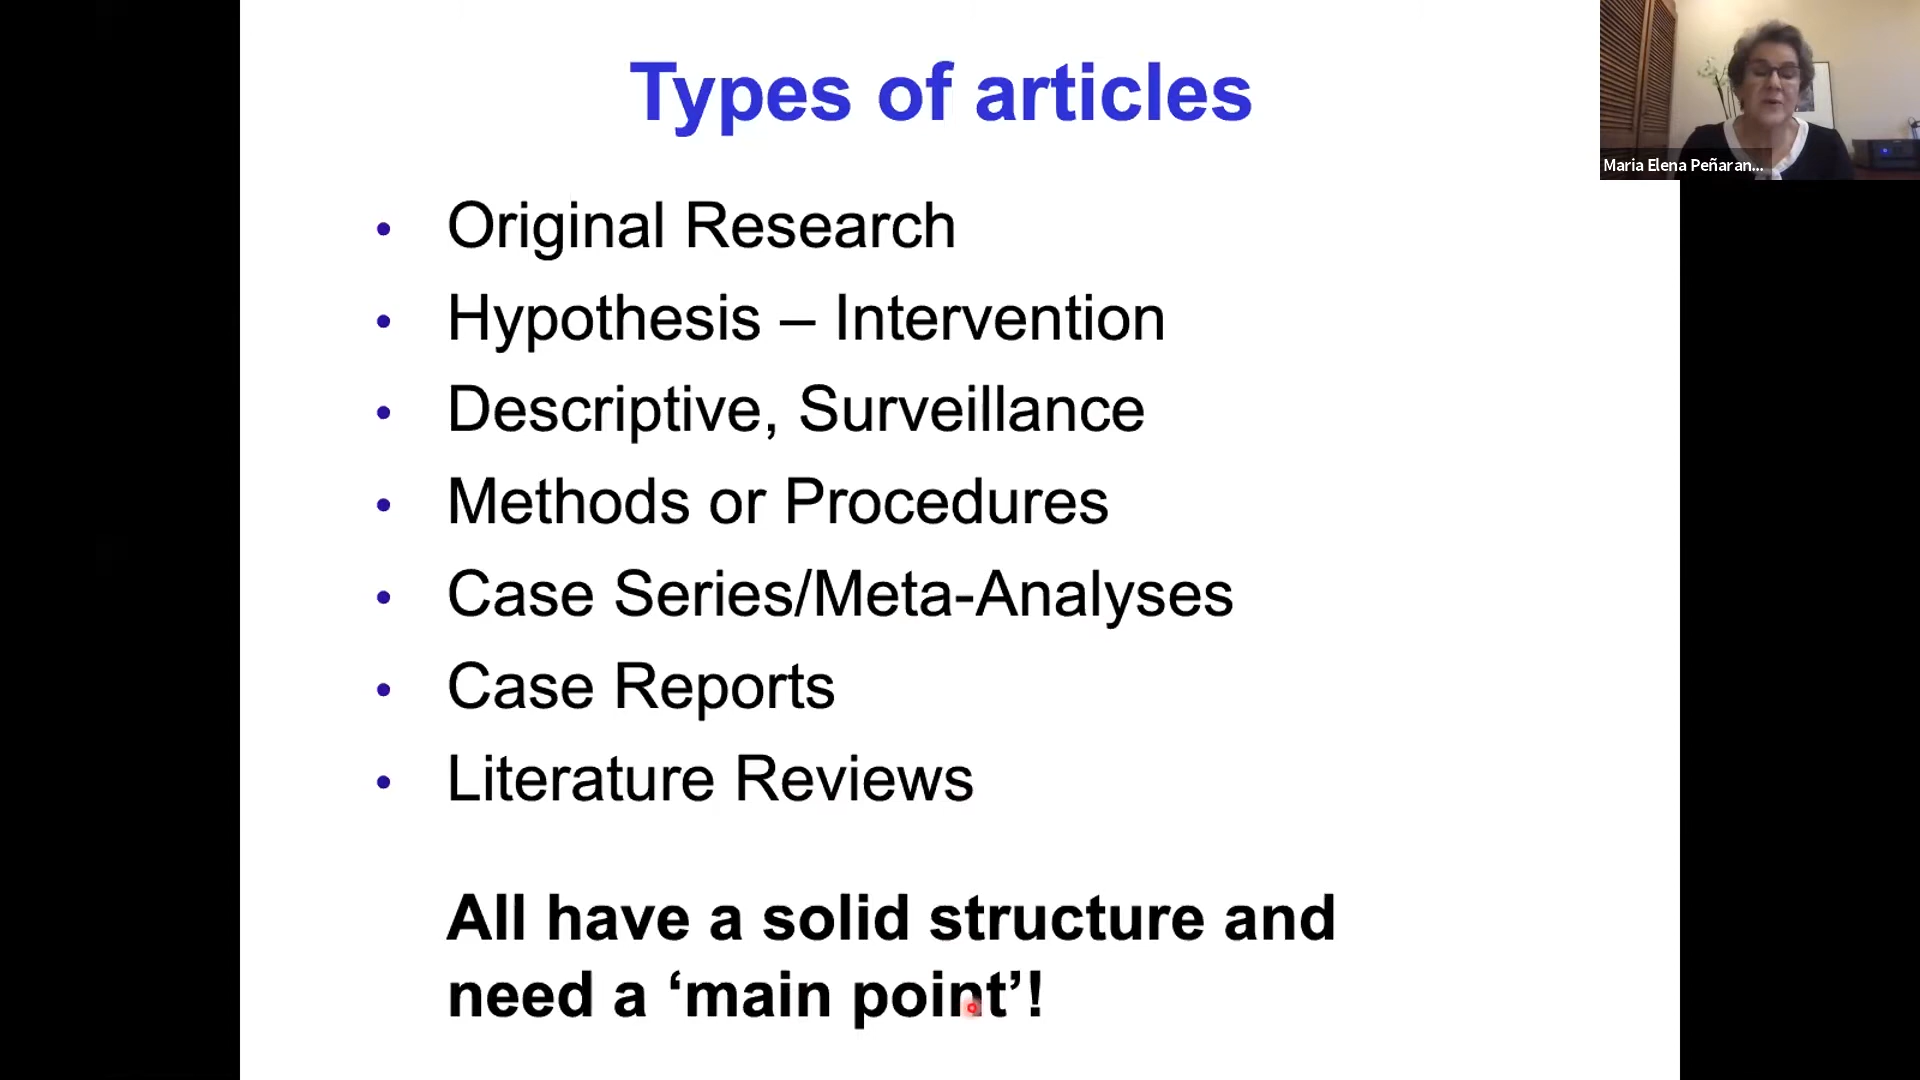 Types of articles
Maria Elena Peñaran...
• Original Research
• Hypothesis – Intervention
• Descriptive, Surveillance
• Methods or Procedures
• Case Series/Meta-Analyses
• Case Reports
• Literature Reviews
All have a solid structure and
need a ‘main point’!